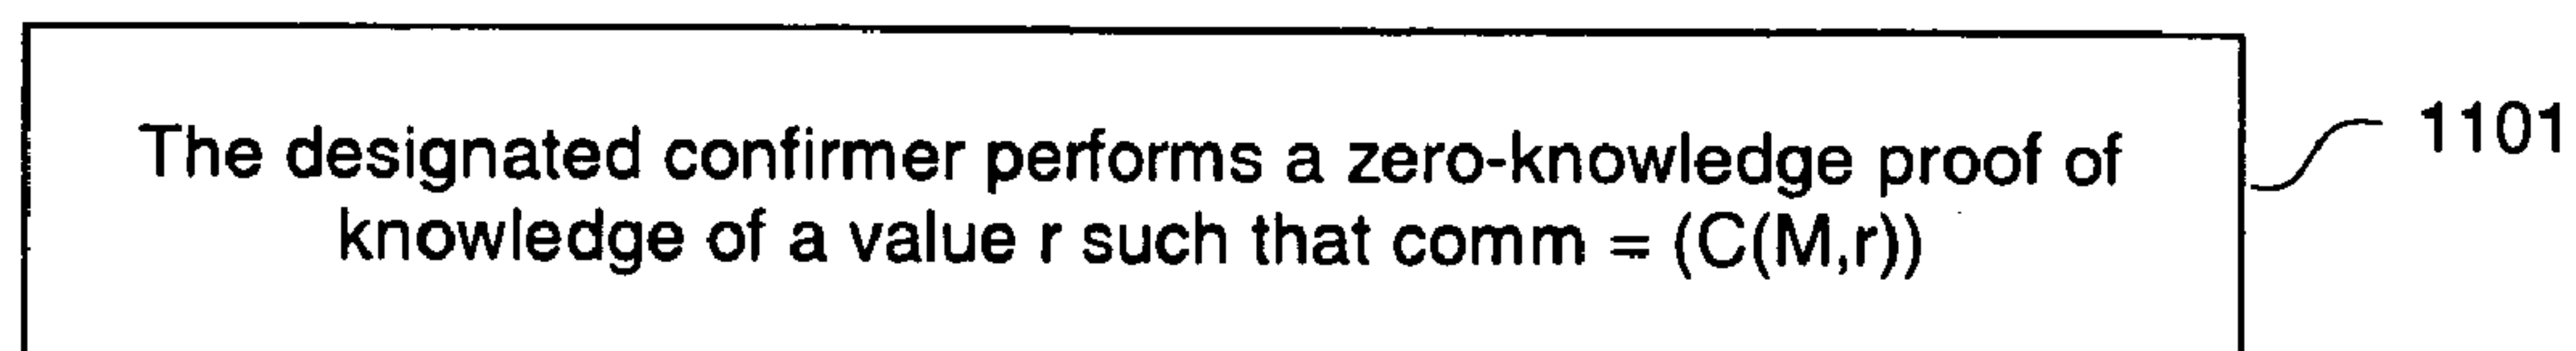 The designated confirmer performs a zero-knowledge proof of
knowledge of a value r such that comm = (C(M,r))
1101